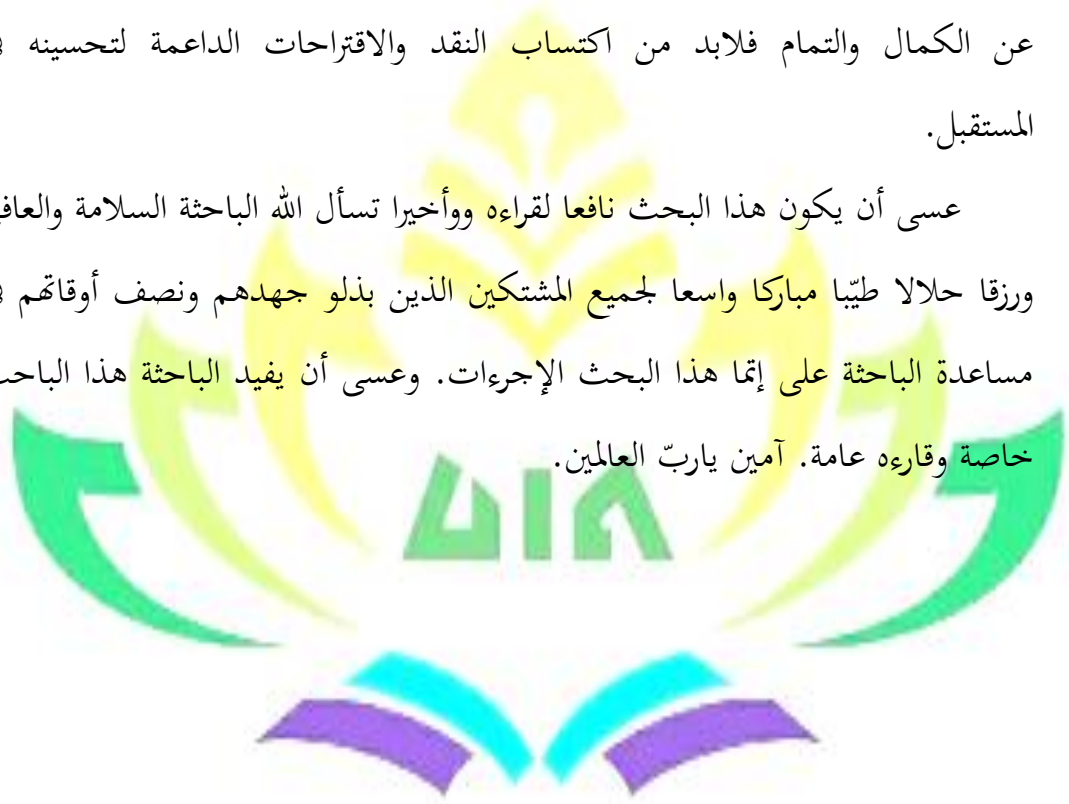 عن الكمال والتمام فلابد من اكتساب النقد والاقتراحات الداعمة لتحسينه
المستقبل.
عسى أن يكون هذا البحث نافعا لقراءه ووأخيرا تسأل الله الباحثة السلامة
ورزقا حلالا طيّبا مباركا واسعا لجميع المشتكين الذين بذلو جهدهم ونصف أوقاتهم
مساعدة الباحثة على إتما هذا البحث الإجرءات. وعسى أن يفيد الباحثة هذا
خاصة وقارءه عامة. آمين ياربّ العالمين.
UIN